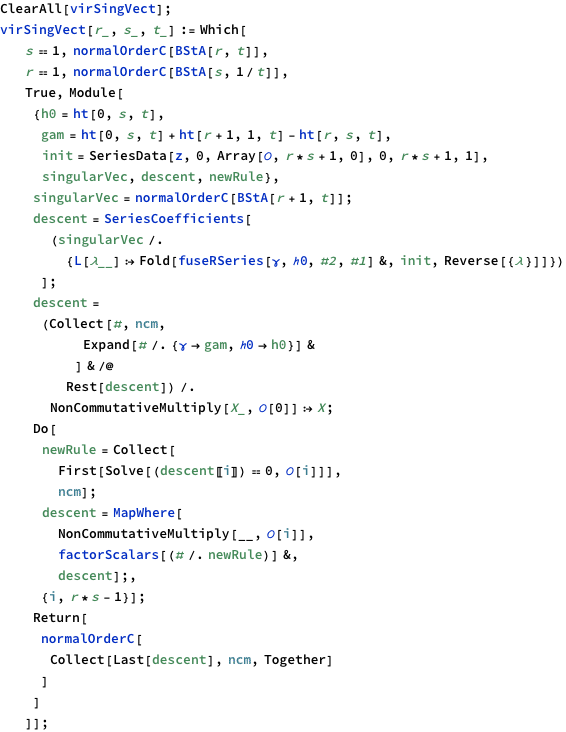 ClearAll[virSingVect];
virSingVect[r_, s_, t_] := Which[
s == 1, normalOrderC[BStA[r, t]],
r == 1, normalOrderC[BStA[s, 1 / t]],
True, Module[
{h0 = ht[0, s, t],
gam = ht[0, s, t] + ht[r + 1, 1, t] - ht[r, s, t],
init = SeriesData[z, 0, Array[𝒪, r * s + 1, 0], 0, r * s + 1, 1],
singularVec, descent, newRule},
singularVec = normalOrderC[BStA[r + 1, t]];
descent = SeriesCoefficients[
(singularVec /.
{L[λ__] :> Fold[fuseRSeries[ɣ, ℎ0, #2, #1] &, init, Reverse[{λ}]]})
];
descent =
(Collect[#, ncm,
Expand[# /. {ɣ → gam, ℎ0 → h0}] &
] & /@
Rest[descent]) /.
NonCommutativeMultiply[X_, 𝒪[0]] :> X;
Do[
newRule = Collect[
First[Solve[(descent〚i〛) == 0, 𝒪[i]]],
ncm];
descent = MapWhere[
NonCommutativeMultiply[__, 𝒪[i]],
factorScalars[(# /. newRule)] &,
descent];,
{i, r * s - 1}];
Return[
normalOrderC[
Collect[Last[descent], ncm, Together]
]
]
]];